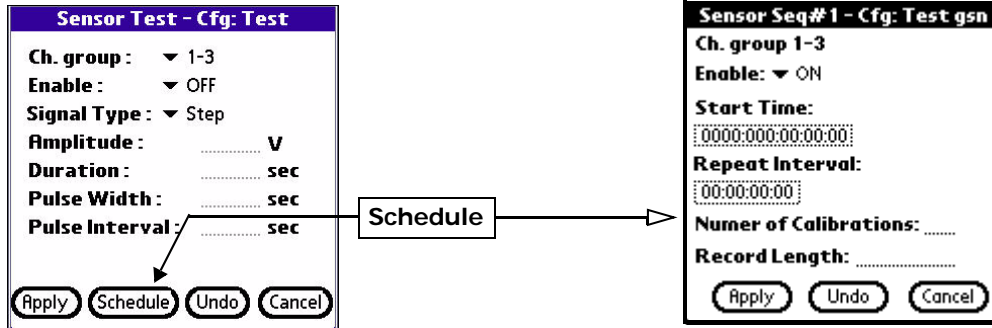 Sensor Test - Cfg: Test
Ch. group : 1-3
Enable : OFF
Signal Type : Step
Amplitude : V
Duration : sec
Pulse Width : sec
Pulse Interval : sec
Apply Schedule Undo Cancel
Schedule
Sensor Seq#1 - Cfg: Test gsn
Ch. group 1-3
Enable: ON
Start Time:
0000:000:00:00:00
Repeat Interval:
00:00:00:00
Numer of Calibrations:
Record Length:
Apply Undo Cancel